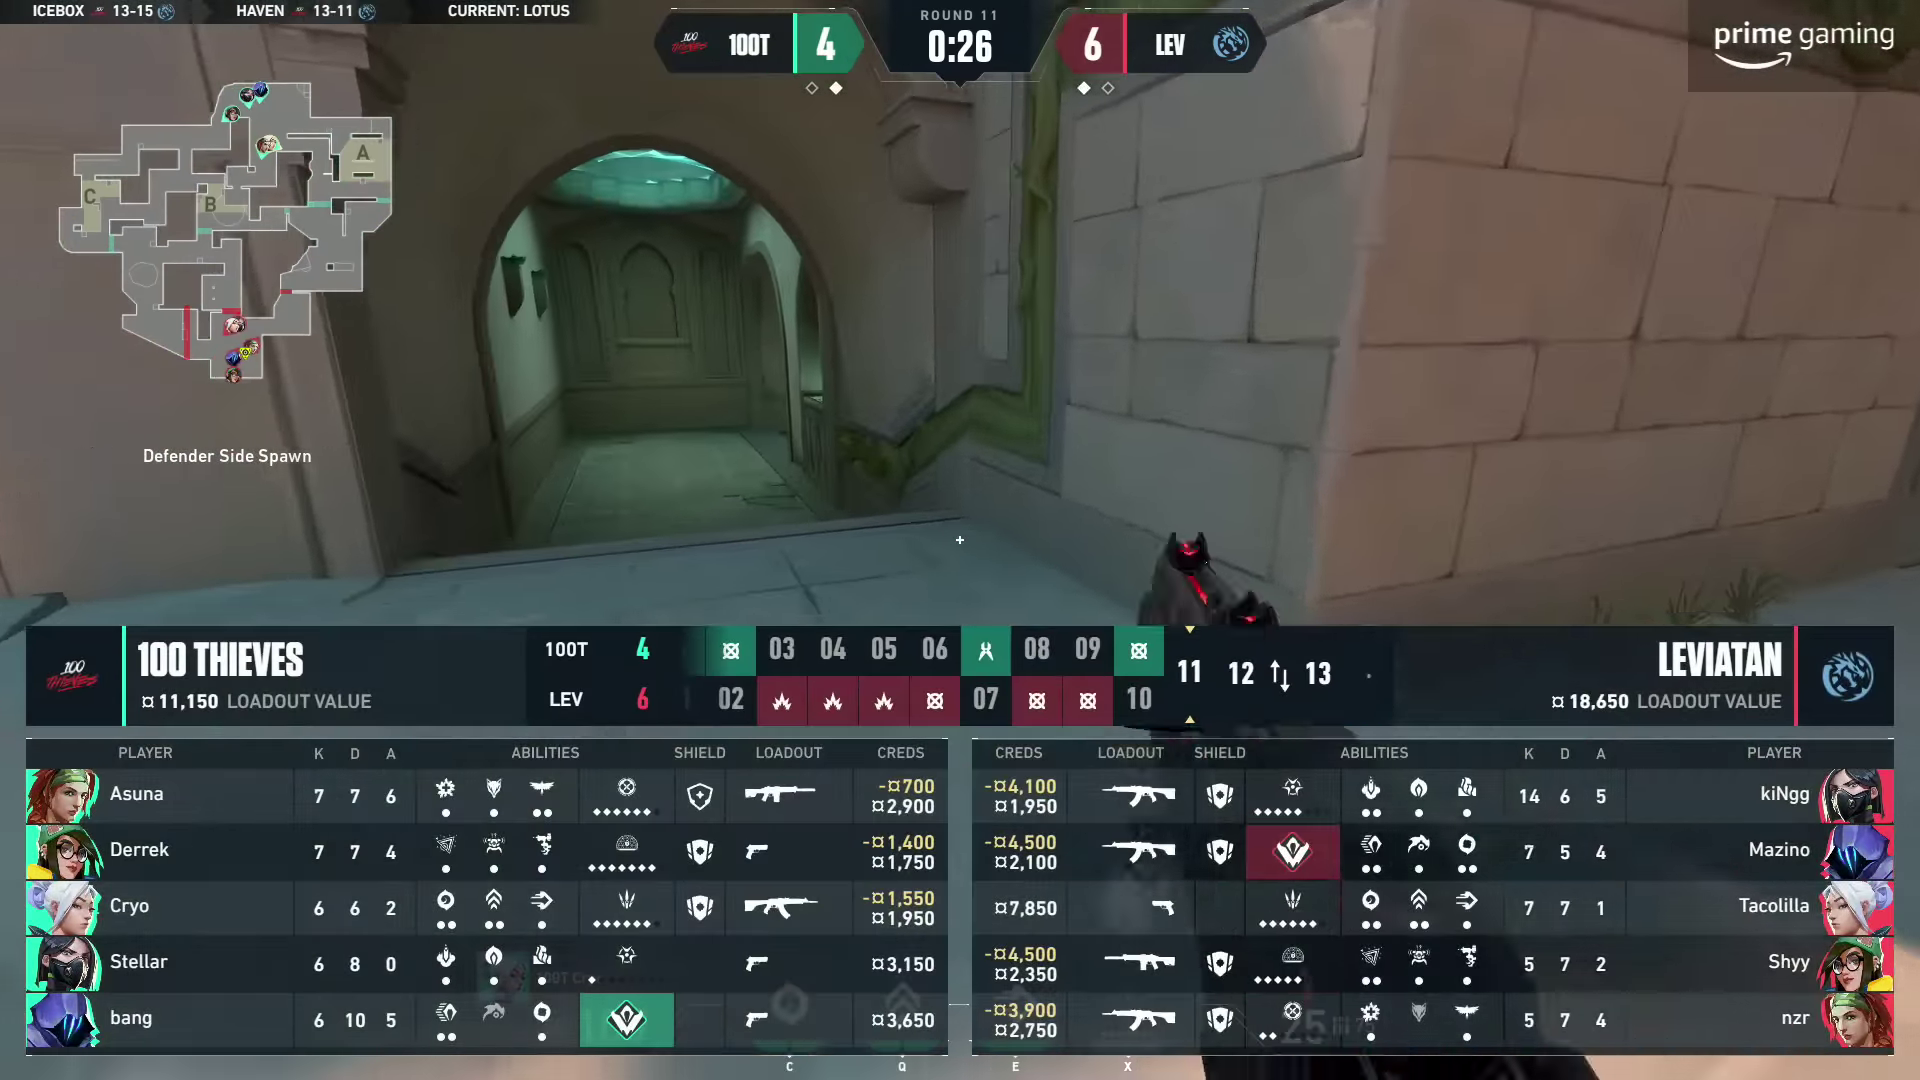 ICEBOX 13-15 HAVEN 13-11 CURRENT: LOTUS
100 THIEVES 100T 4
ROUND 11
0:26
6 LEV
prime gaming
A
B
C
Defender Side Spawn
100 THIEVES
100 THIEVES
¤ 11,150 LOADOUT VALUE
100T 4 03 04 05 06 08 09
LEV 6 02 07 10
11 12 13
LEVIATAN
¤ 18,650 LOADOUT VALUE
PLAYER K D A ABILITIES SHIELD LOADOUT CREDS
Asuna 7 7 6 -¤700
¤2,900
Derrek 7 7 4 -¤1,400
¤1,750
Cryo 6 6 2 -¤1,550
¤1,950
Stellar 6 8 0 ¤3,150
bang 6 10 5 ¤3,650
CREDS LOADOUT SHIELD ABILITIES K D A PLAYER
-¤4,100
¤1,950 14 6 5 kiNgg
-¤4,500
¤2,100 7 5 4 Mazino
¤7,850 7 7 1 Tacolilla
-¤4,500
¤2,350 5 7 2 Shyy
-¤3,900
¤2,750 5 7 4 nzr
25
C Q E X